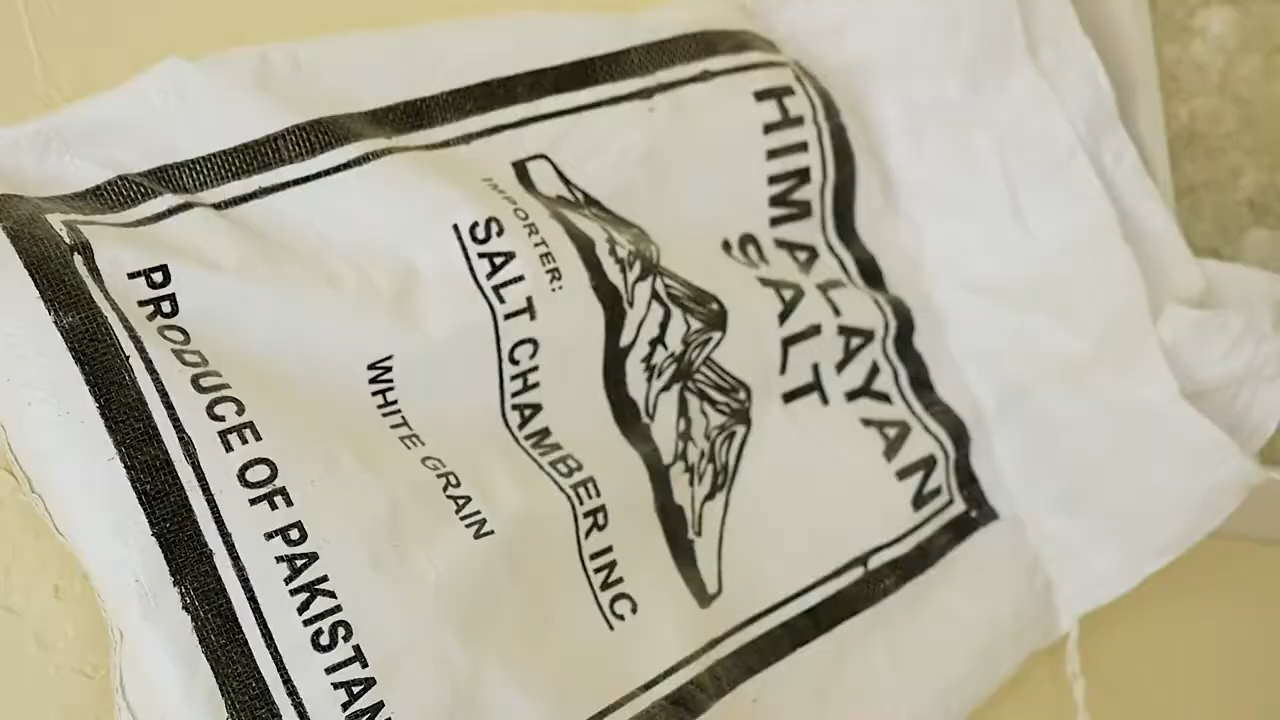 HIMALAYAN
SALT
IMPORTER:
SALT CHAMBER INC
WHITE GRAIN
PRODUCE OF PAKISTAN